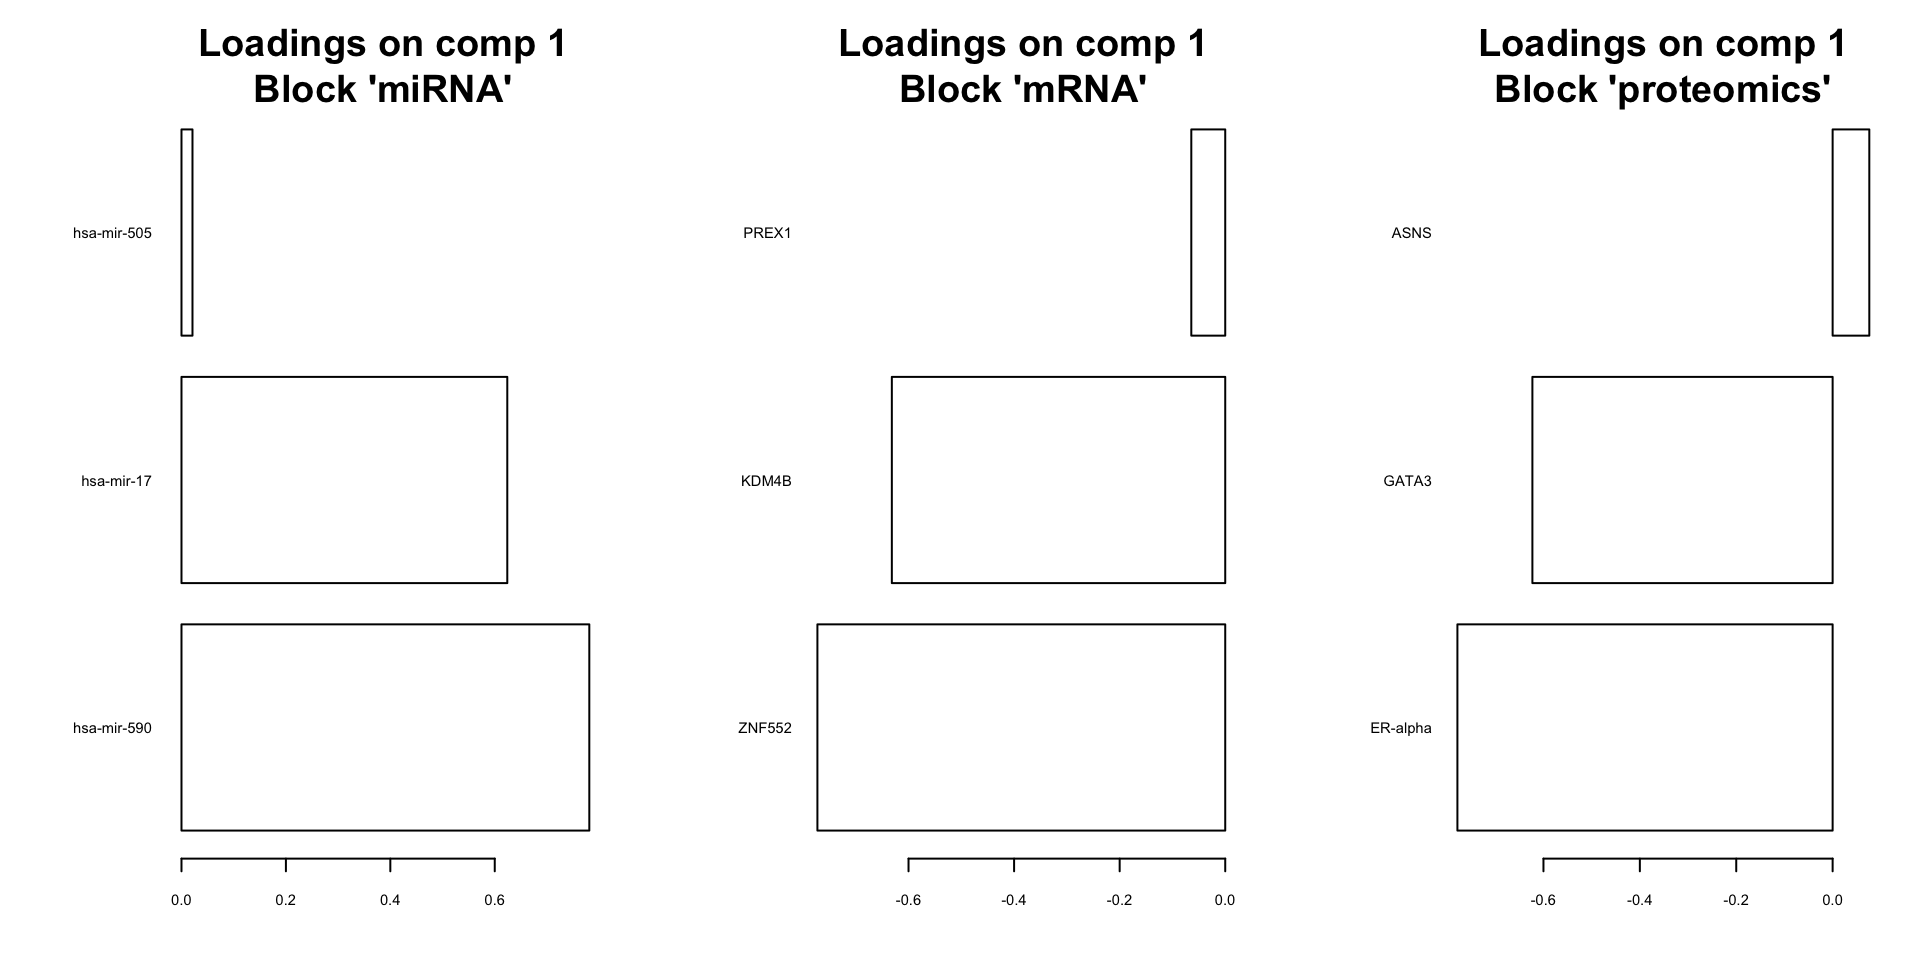 Loadings on comp 1
Block 'miRNA'
hsa-mir-505
hsa-mir-17
hsa-mir-590
0.0 0.2 0.4 0.6
Loadings on comp 1
Block 'mRNA'
PREX1
KDM4B
ZNF552
-0.6 -0.4 -0.2 0.0
Loadings on comp 1
Block 'proteomics'
ASNS
GATA3
ER-alpha
-0.6 -0.4 -0.2 0.0